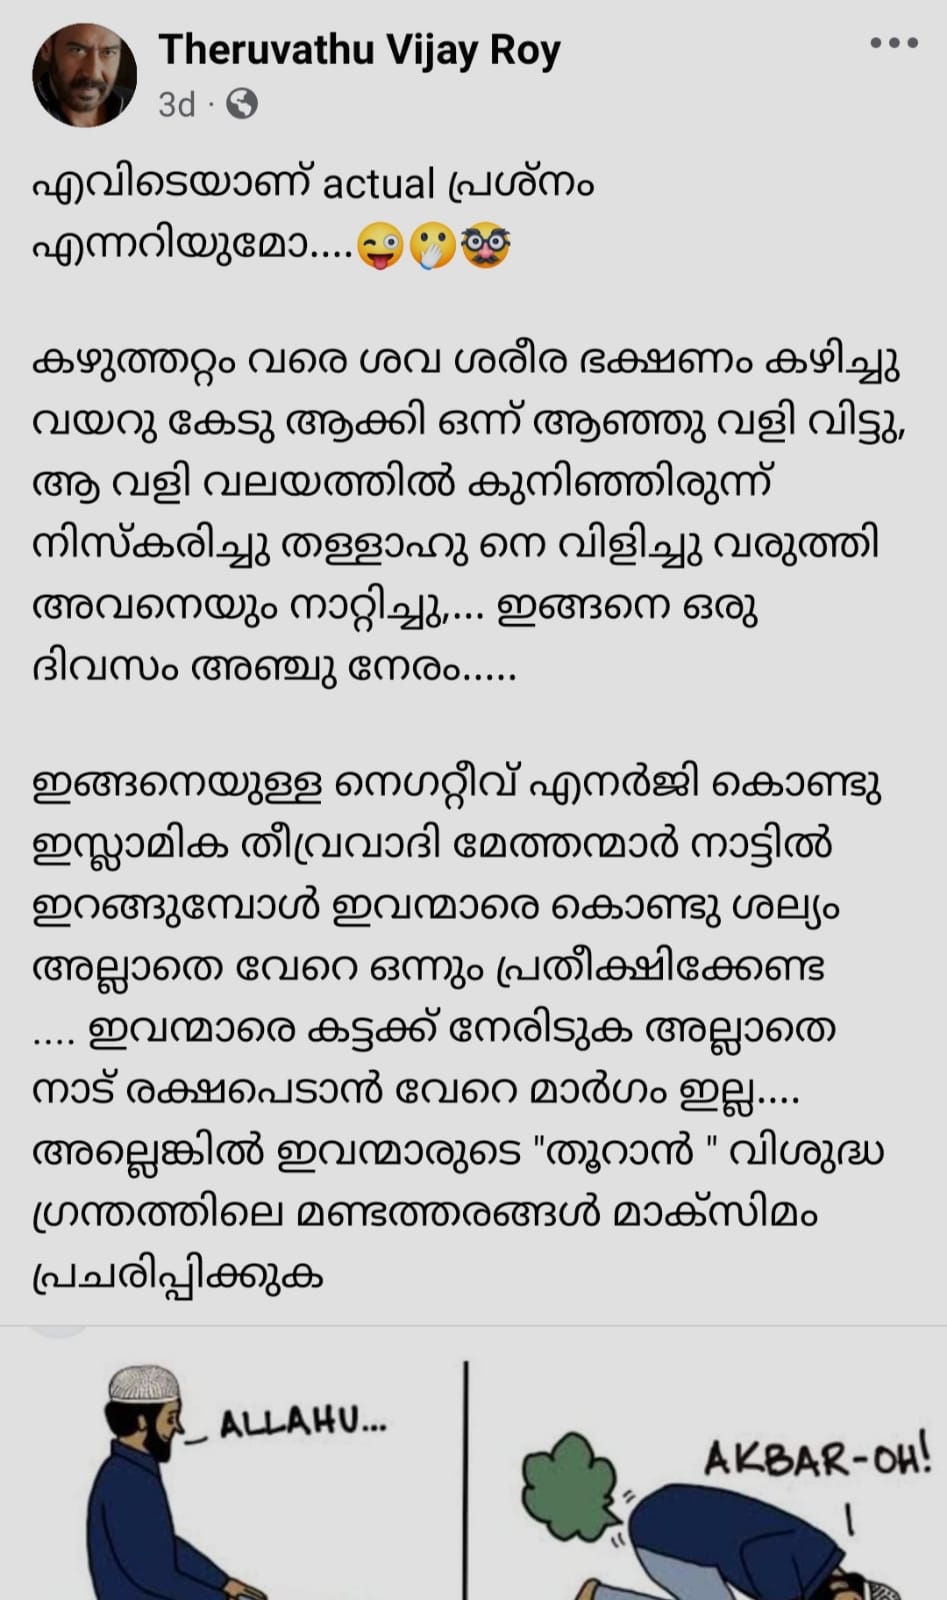 Theruvathu Vijay Roy
3d ·
എവിടെയാണ് actual പ്രശ്നം
എന്നറിയുമോ....😜🫢🥸
കഴുത്തറ്റം വരെ ശവ ശരീര ഭക്ഷണം കഴിച്ചു
വയറു കേടു ആക്കി ഒന്ന് ആഞ്ഞു വളി വിട്ടു,
ആ വളി വലയത്തിൽ കുനിഞ്ഞിരുന്ന്
നിസ്കരിച്ചു തള്ളാഹു നെ വിളിച്ചു വരുത്തി
അവനെയും നാറ്റിച്ചു,... ഇങ്ങനെ ഒരു
ദിവസം അഞ്ചു നേരം.....
ഇങ്ങനെയുള്ള നെഗറ്റീവ് എനർജി കൊണ്ടു
ഇസ്ലാമിക തീവ്രവാദി മേത്തന്മാർ നാട്ടിൽ
ഇറങ്ങുമ്പോൾ ഇവന്മാരെ കൊണ്ടു ശല്യം
അല്ലാതെ വേറെ ഒന്നും പ്രതീക്ഷിക്കേണ്ട
.... ഇവന്മാരെ കട്ടക്ക് നേരിടുക അല്ലാതെ
നാട് രക്ഷപെടാൻ വേറെ മാർഗം ഇല്ല....
അല്ലെങ്കിൽ ഇവന്മാരുടെ "തൂറാൻ " വിശുദ്ധ
ഗ്രന്തത്തിലെ മണ്ടത്തരങ്ങൾ മാക്സിമം
പ്രചരിപ്പിക്കുക
ALLAHU...
AKBAR-OH!